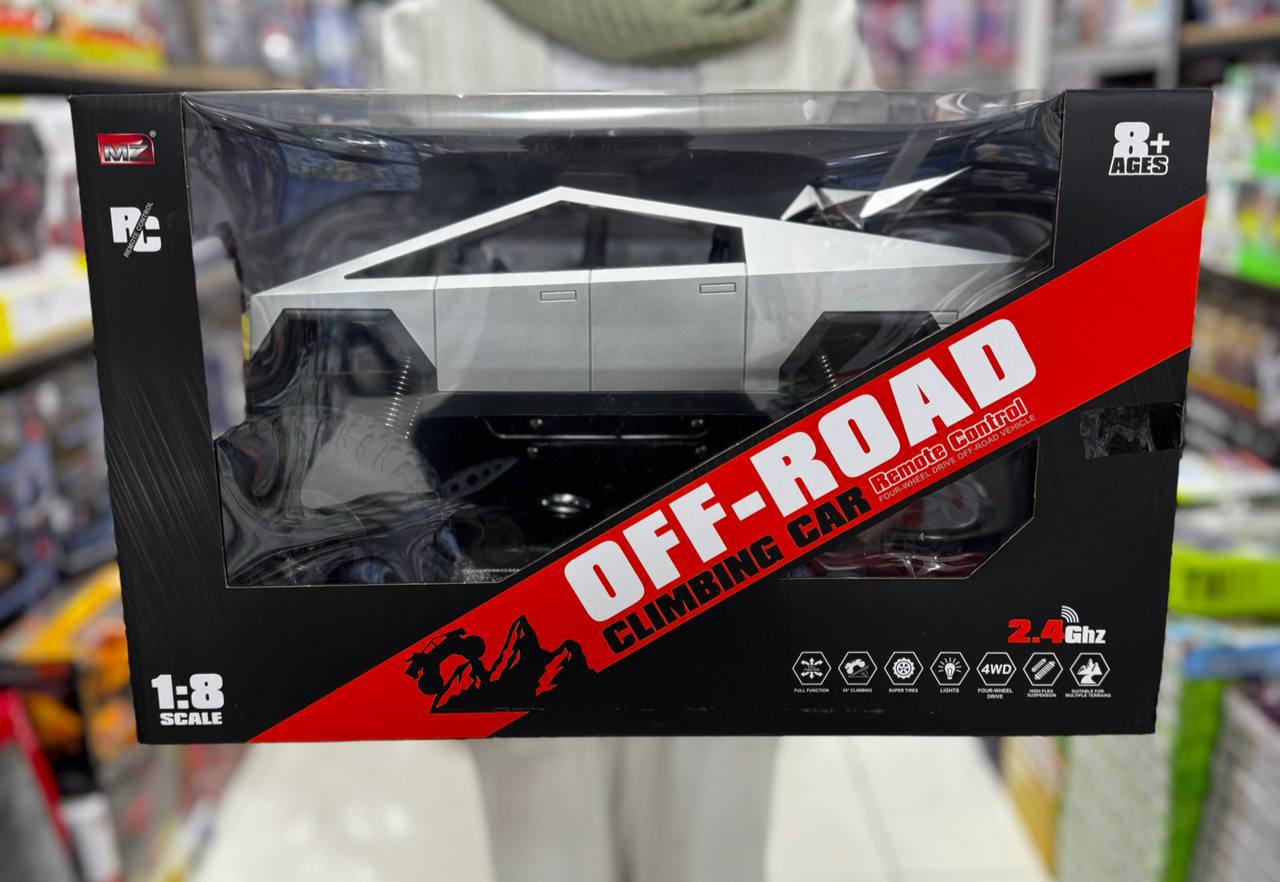 MZ®
RC
REMOTE CONTROL
8+
AGES
OFF-ROAD
CLIMBING CAR
Remote Control
FOUR-WHEEL DRIVE OFF-ROAD VEHICLE
2.4Ghz
4WD
FULL FUNCTION
45° CLIMBING
SUPER TIRES
LIGHTS
FOUR-WHEEL
DRIVE
HIGH FLEX
SUSPENSION
SUITABLE FOR
MULTIPLE TERRAINS
1:8
SCALE